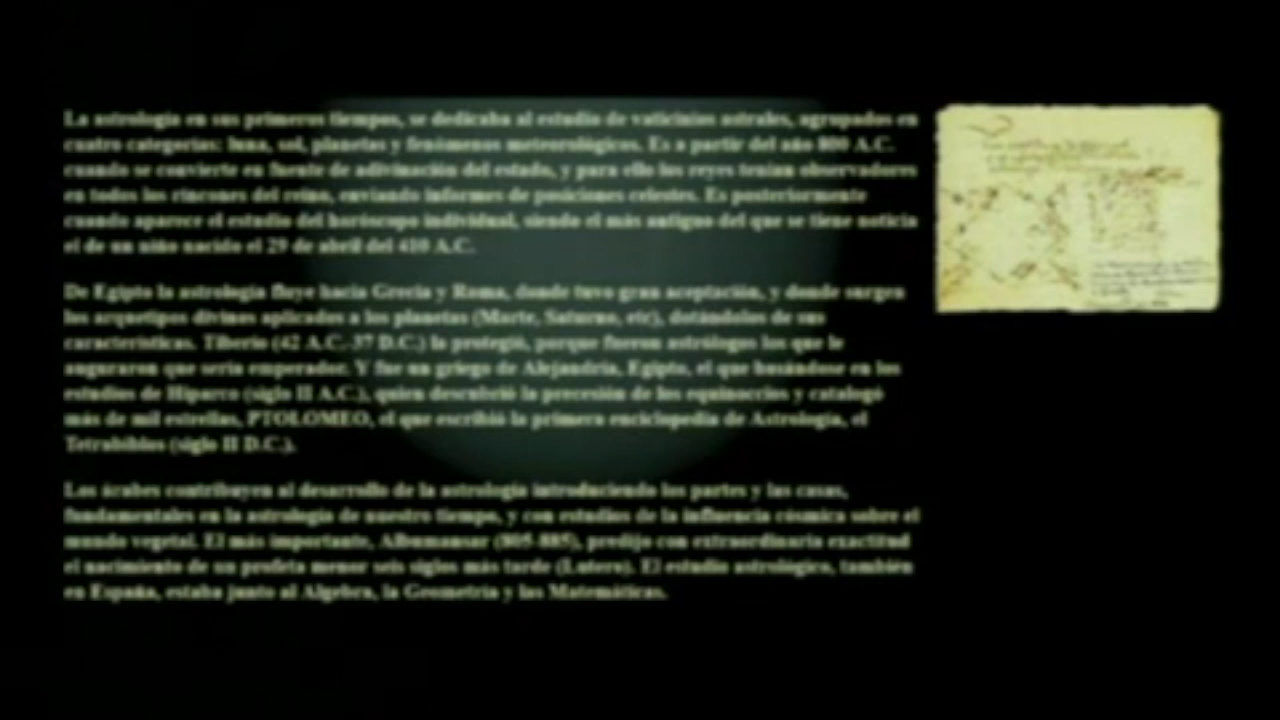 La astrología en sus primeros tiempos, se dedicaba al estudio de vaticinios astrales, agrupados en
cuatro categorías: luna, sol, planetas y fenómenos meteorológicos. Es a partir del año 800 A.C.
cuando se convierte en fuente de adivinación del estado, y para ello los reyes tenían observadores
en todos los rincones del reino, enviando informes de posiciones celestes. Es posteriormente
cuando aparece el estudio del horóscopo individual, siendo el más antiguo del que se tiene noticia
el de un niño nacido el 29 de abril del 410 A.C.
De Egipto la astrología fluye hacia Grecia y Roma, donde tuvo gran aceptación, y donde surgen
los arquetipos divinos aplicados a los planetas (Marte, Saturno, etc), dotándolos de sus
características. Tiberio (42 A.C. 37 D.C.) la protegió, porque fueron astrólogos los que le
auguraron que sería emperador. Y fue un griego de Alejandría, Egipto, el que basándose en los
estudios de Hiparco (siglo II A.C.), quien descubrió la precesión de los equinoccios y catalogó
más de mil estrellas, PTOLOMEO, el que escribió la primera enciclopedia de Astrología, el
Tetrabiblos (siglo II D.C.).
Los árabes contribuyen al desarrollo de la astrología introduciendo los partes y las casas,
fundamentales en la astrología de nuestro tiempo, y con estudios de la influencia cósmica sobre el
mundo vegetal. El más importante, Albumansar (805-885), predijo con extraordinaria exactitud
el nacimiento de un profeta menor seis siglos más tarde (Lutero). El estudio astrológico, también
en España, estaba junto al Algebra, la Geometría y las Matemáticas.